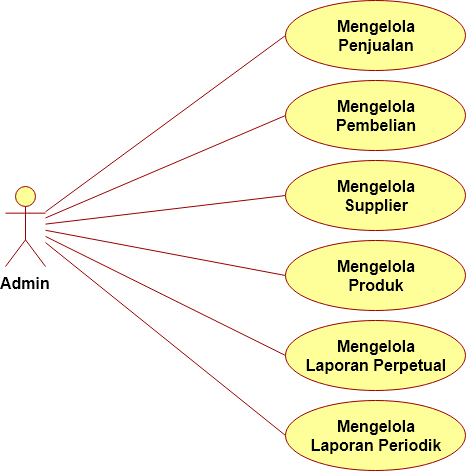 Mengelola
Penjualan
Mengelola
Pembelian
Mengelola
Supplier
Mengelola
Produk
Admin
Mengelola
Laporan Perpetual
Mengelola
Laporan Periodik